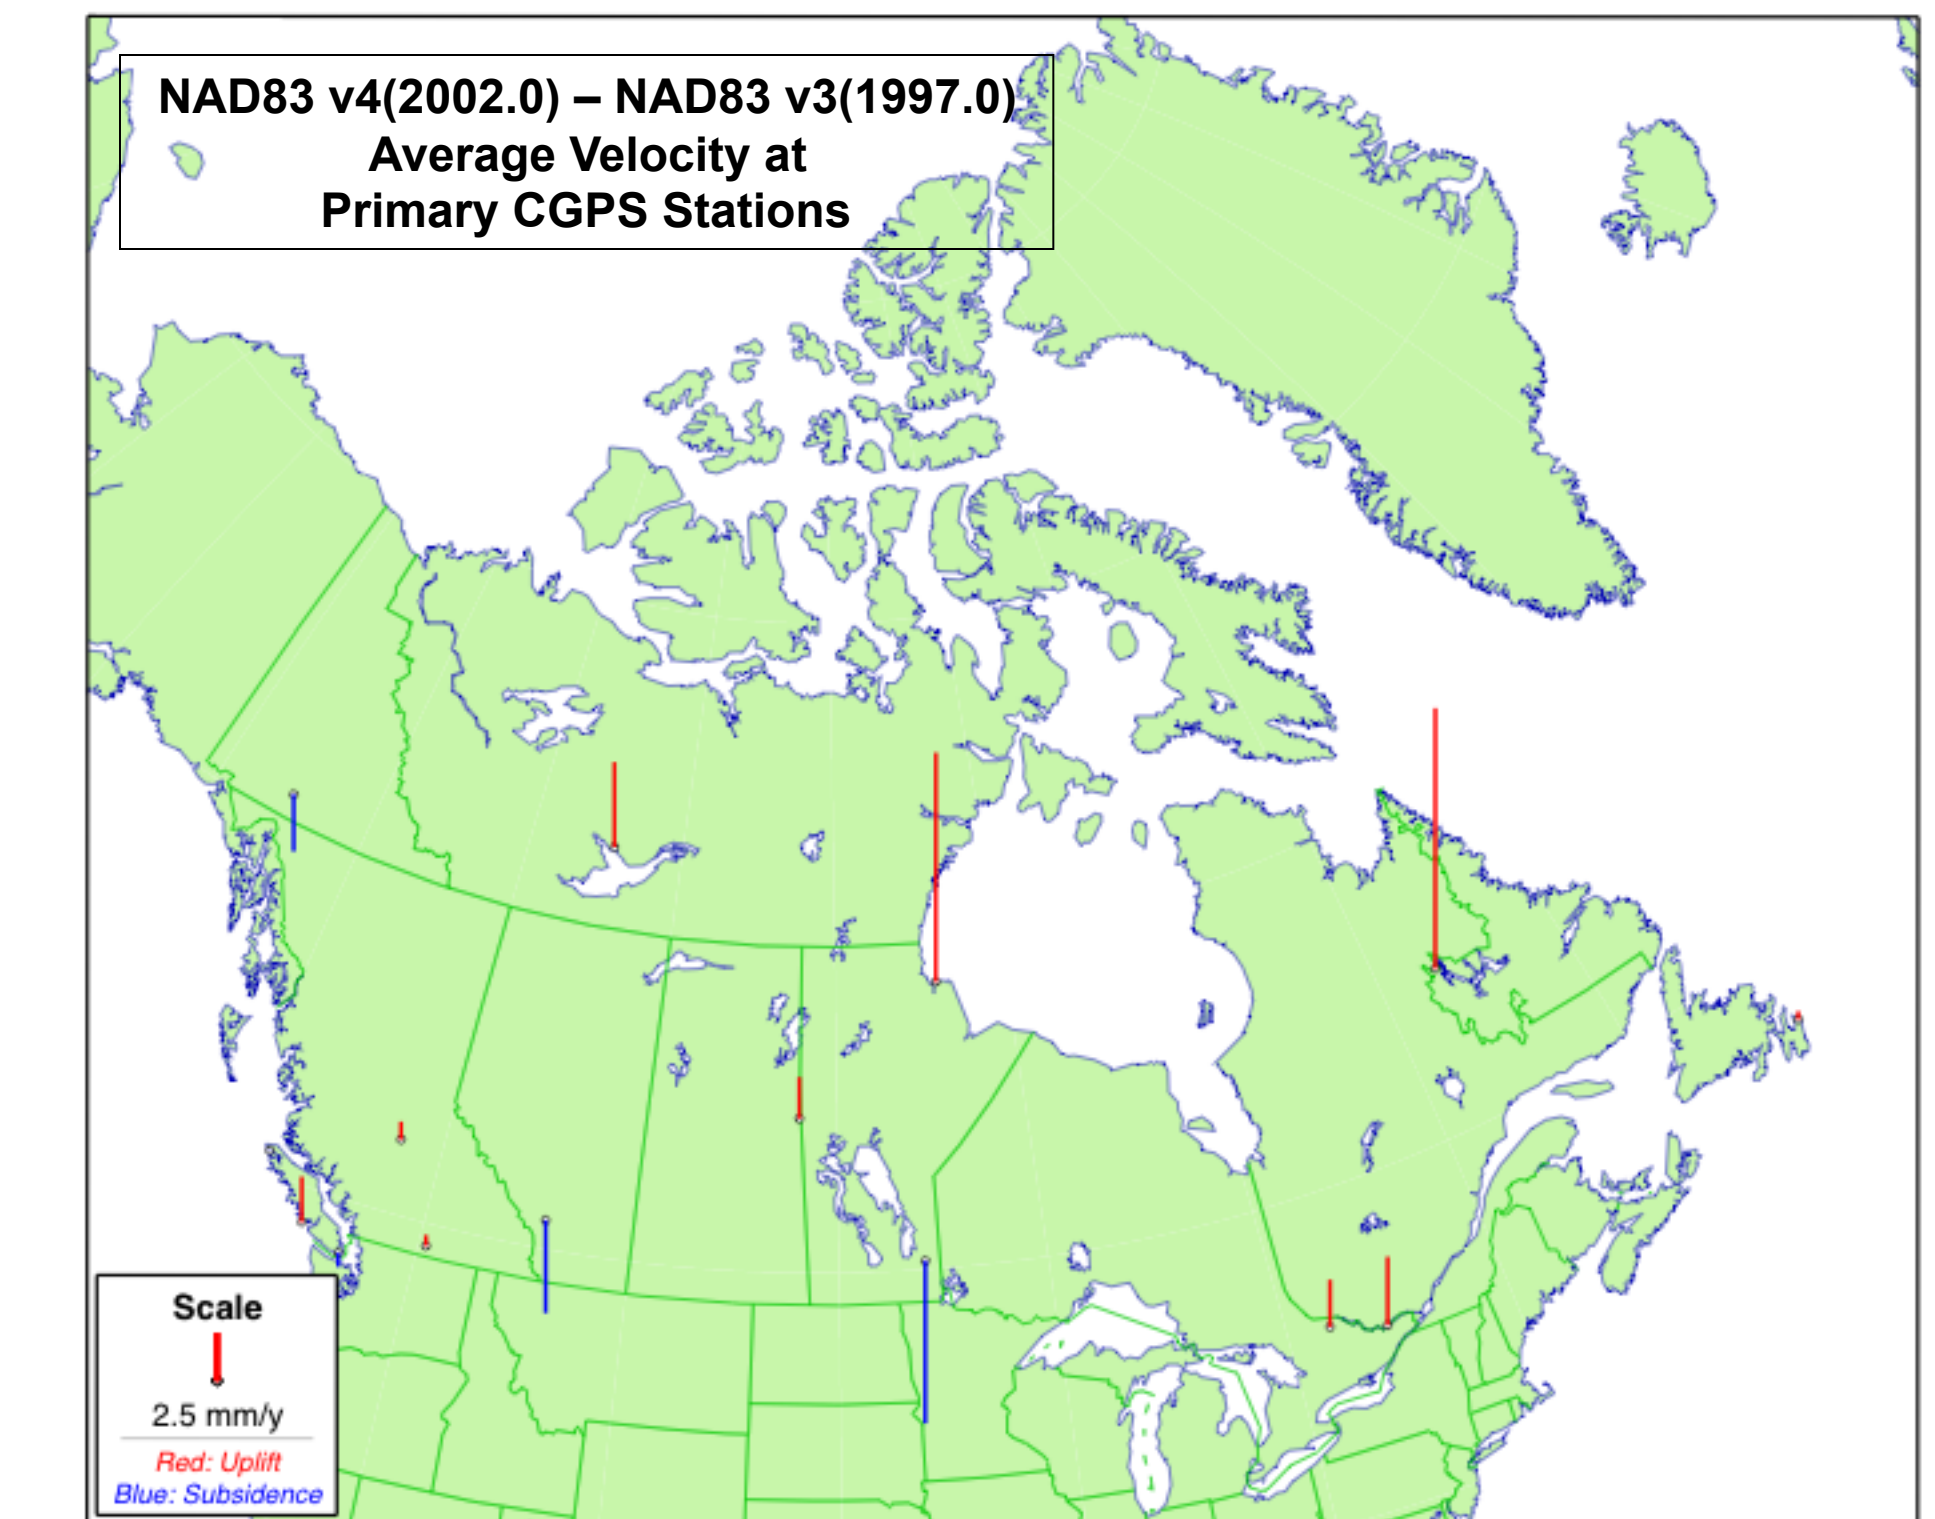 NAD83 v4(2002.0) – NAD83 v3(1997.0)
Average Velocity at
Primary CGPS Stations
Scale
2.5 mm/y
Red: Uplift
Blue: Subsidence